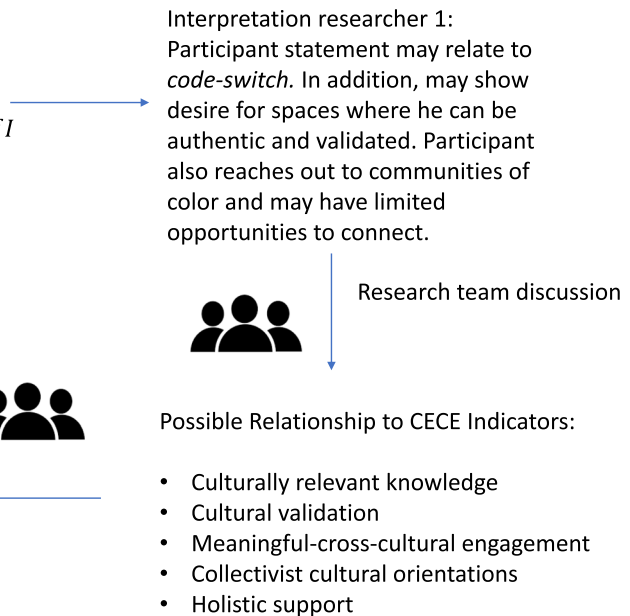 Interpretation researcher 1:
Participant statement may relate to
code-switch. In addition, may show
desire for spaces where he can be
authentic and validated. Participant
also reaches out to communities of
color and may have limited
opportunities to connect.
I
Research team discussion
Possible Relationship to CECE Indicators:
• Culturally relevant knowledge
• Cultural validation
• Meaningful-cross-cultural engagement
• Collectivist cultural orientations
• Holistic support